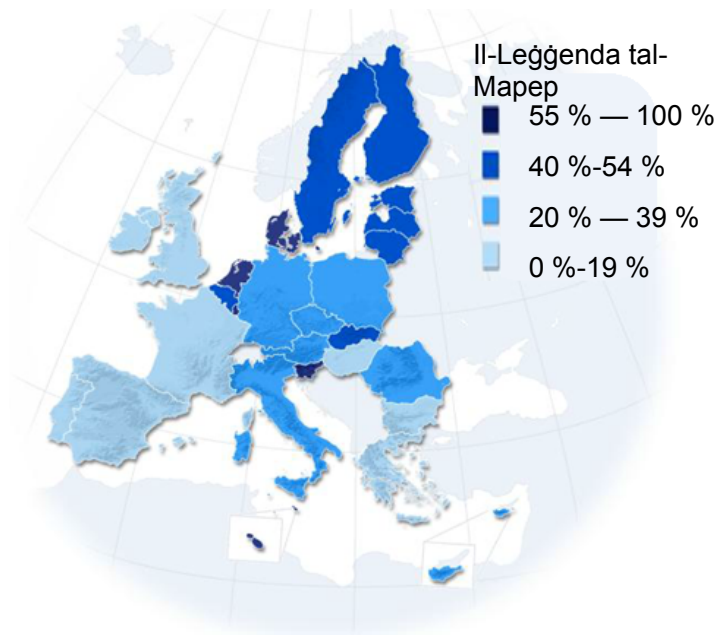 Il-Leġġenda tal-
Mapep
55 % — 100 %
40 %-54 %
20 % — 39 %
0 %-19 %